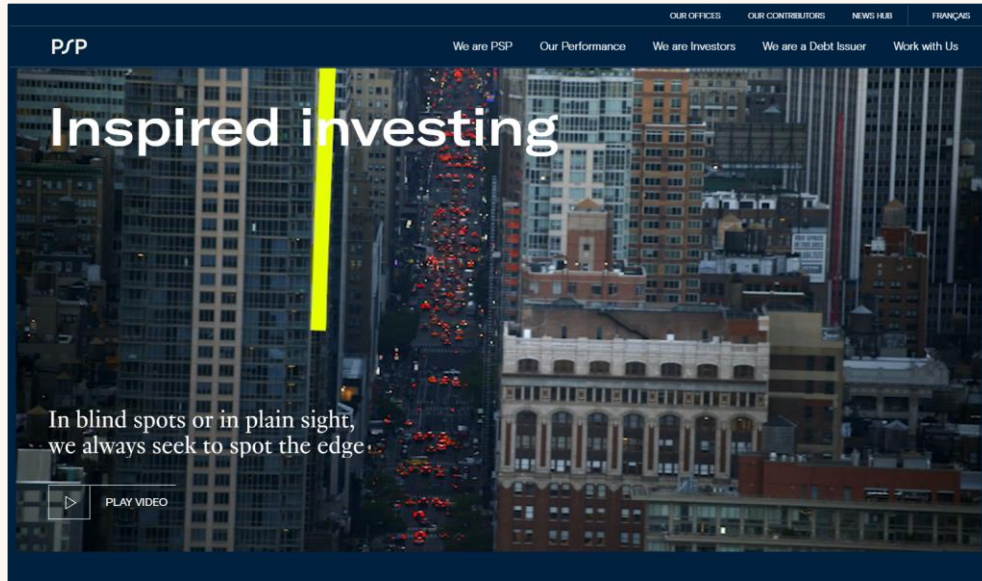 OUR OFFICES OUR CONTRIBUTORS NEWS HUB FRANÇAIS
PSP We are PSP Our Performance We are Investors We are a Debt Issuer Work with Us
Inspired investing
In blind spots or in plain sight,
we always seek to spot the edge
PLAY VIDEO